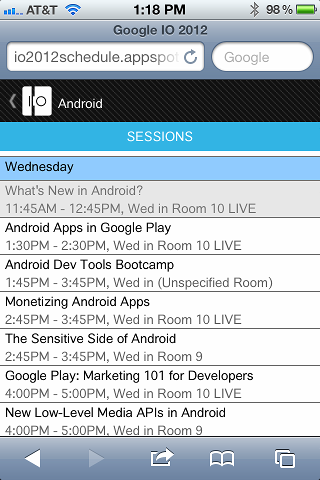 AT&T 1:18 PM 98%
Google IO 2012
io2012schedule.appspot Google
IO Android
SESSIONS
Wednesday
What's New in Android?
11:45AM - 12:45PM, Wed in Room 10 LIVE
Android Apps in Google Play
1:30PM - 2:30PM, Wed in Room 10 LIVE
Android Dev Tools Bootcamp
1:45PM - 3:45PM, Wed in (Unspecified Room)
Monetizing Android Apps
2:45PM - 3:45PM, Wed in Room 10 LIVE
The Sensitive Side of Android
2:45PM - 3:45PM, Wed in Room 9
Google Play: Marketing 101 for Developers
4:00PM - 5:00PM, Wed in Room 10 LIVE
New Low-Level Media APIs in Android
4:00PM - 5:00PM, Wed in Room 9